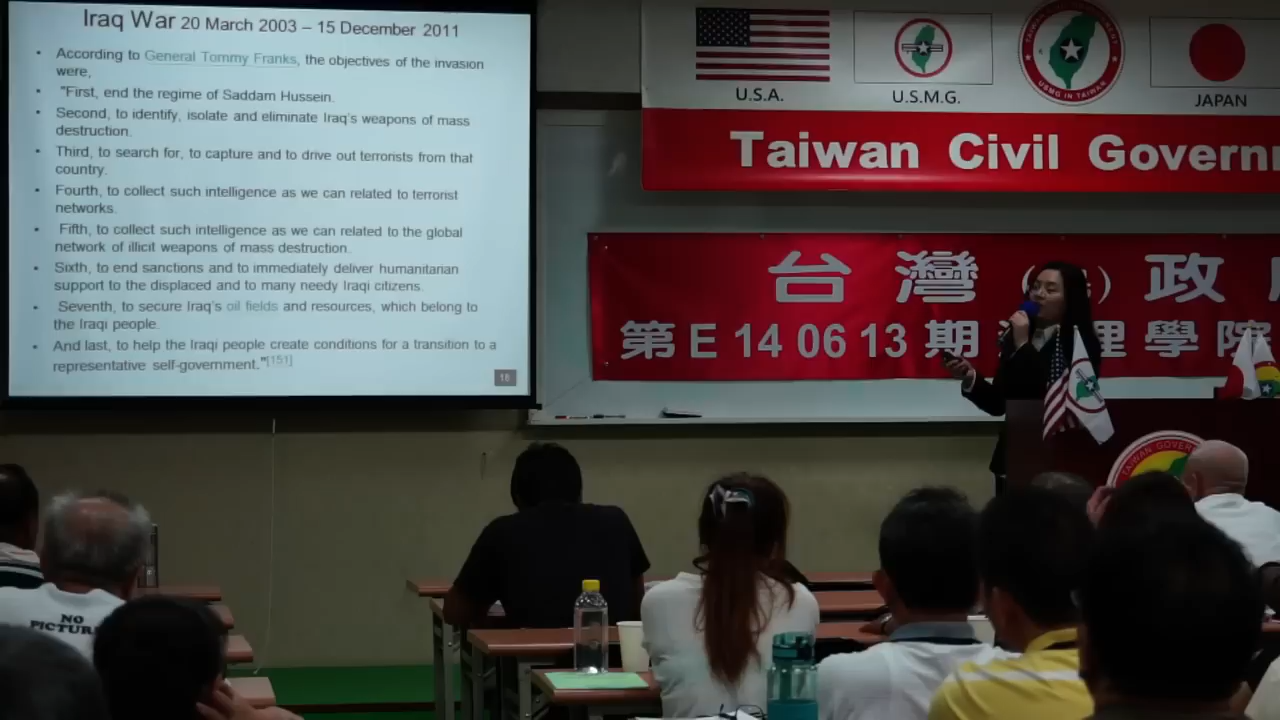 Iraq War 20 March 2003 – 15 December 2011
• According to General Tommy Franks, the objectives of the invasion
were,
• "First, end the regime of Saddam Hussein.
• Second, to identify, isolate and eliminate Iraq's weapons of mass
destruction.
• Third, to search for, to capture and to drive out terrorists from that
country.
• Fourth, to collect such intelligence as we can related to terrorist
networks.
• Fifth, to collect such intelligence as we can related to the global
network of illicit weapons of mass destruction.
• Sixth, to end sanctions and to immediately deliver humanitarian
support to the displaced and to many needy Iraqi citizens.
• Seventh, to secure Iraq's oil fields and resources, which belong to
the Iraqi people.
• And last, to help the Iraqi people create conditions for a transition to a
representative self-government."[151]
16
U.S.A.
U.S.M.G.
USMG IN TAIWAN
JAPAN
Taiwan Civil Governm
台灣 政
第E 14 06 13 期 理學院
TAIWAN GOVER
NO
PICTUR